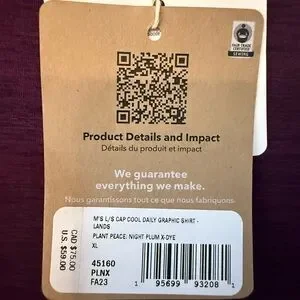 FAIR TRADE
CERTIFIED
SEWING
Product Details and Impact
Détails du produit et impact
We guarantee
everything we make.
Nous garantissons tout ce que nous fabriquons.
CAD $75.00
U.S. $59.00
M'S L/S CAP COOL DAILY GRAPHIC SHIRT -
LANDS
PLANT PEACE: NIGHT PLUM X-DYE
XL
45160
PLNX
FA23
1 95699 93208 1